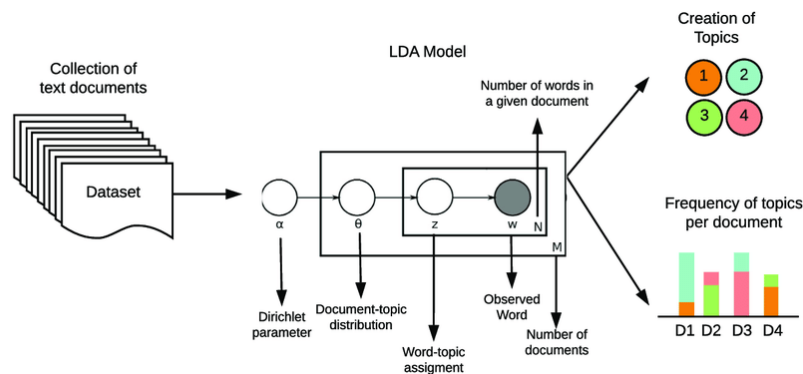 Collection of
text documents
Dataset
LDA Model
Number of words in
a given document
α
θ
z
w
N
M
Dirichlet
parameter
Document-topic
distribution
Word-topic
assigment
Observed
Word
Number of
documents
Creation of
Topics
1
2
3
4
Frequency of topics
per document
D1 D2 D3 D4